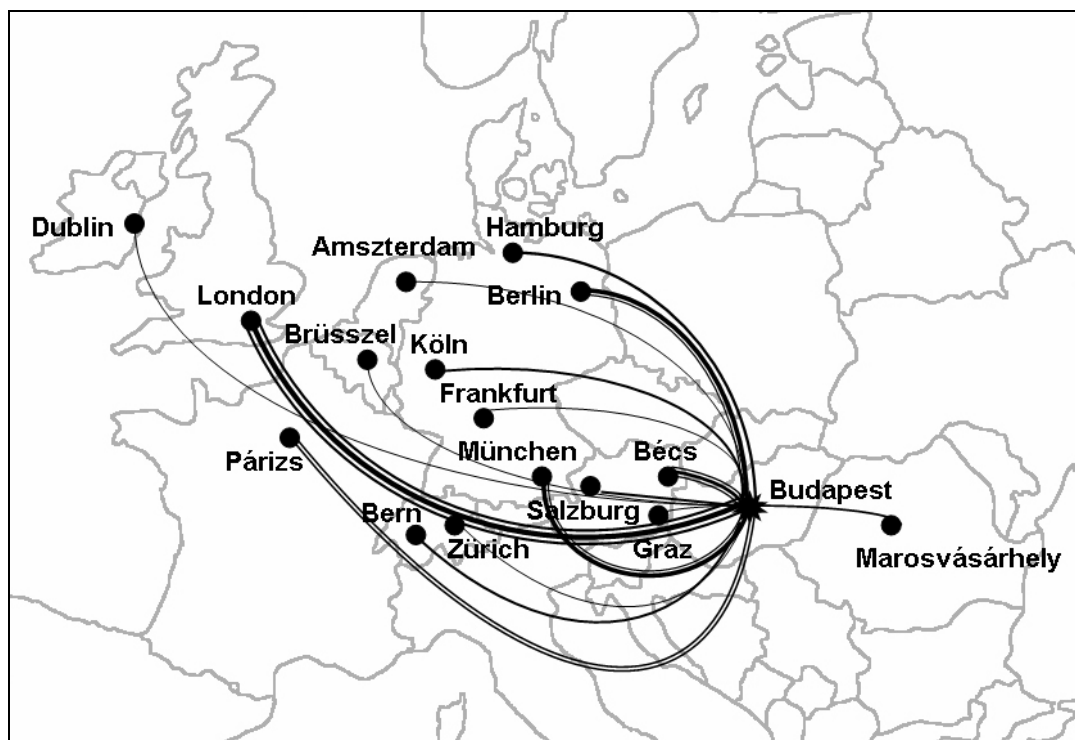 Dublin
Hamburg
Amszterdam
London
Berlin
Brüsszel
Köln
Frankfurt
Párizs
München
Bécs
Budapest
Bern
Salzburg
Zürich
Graz
Marosvásárhely